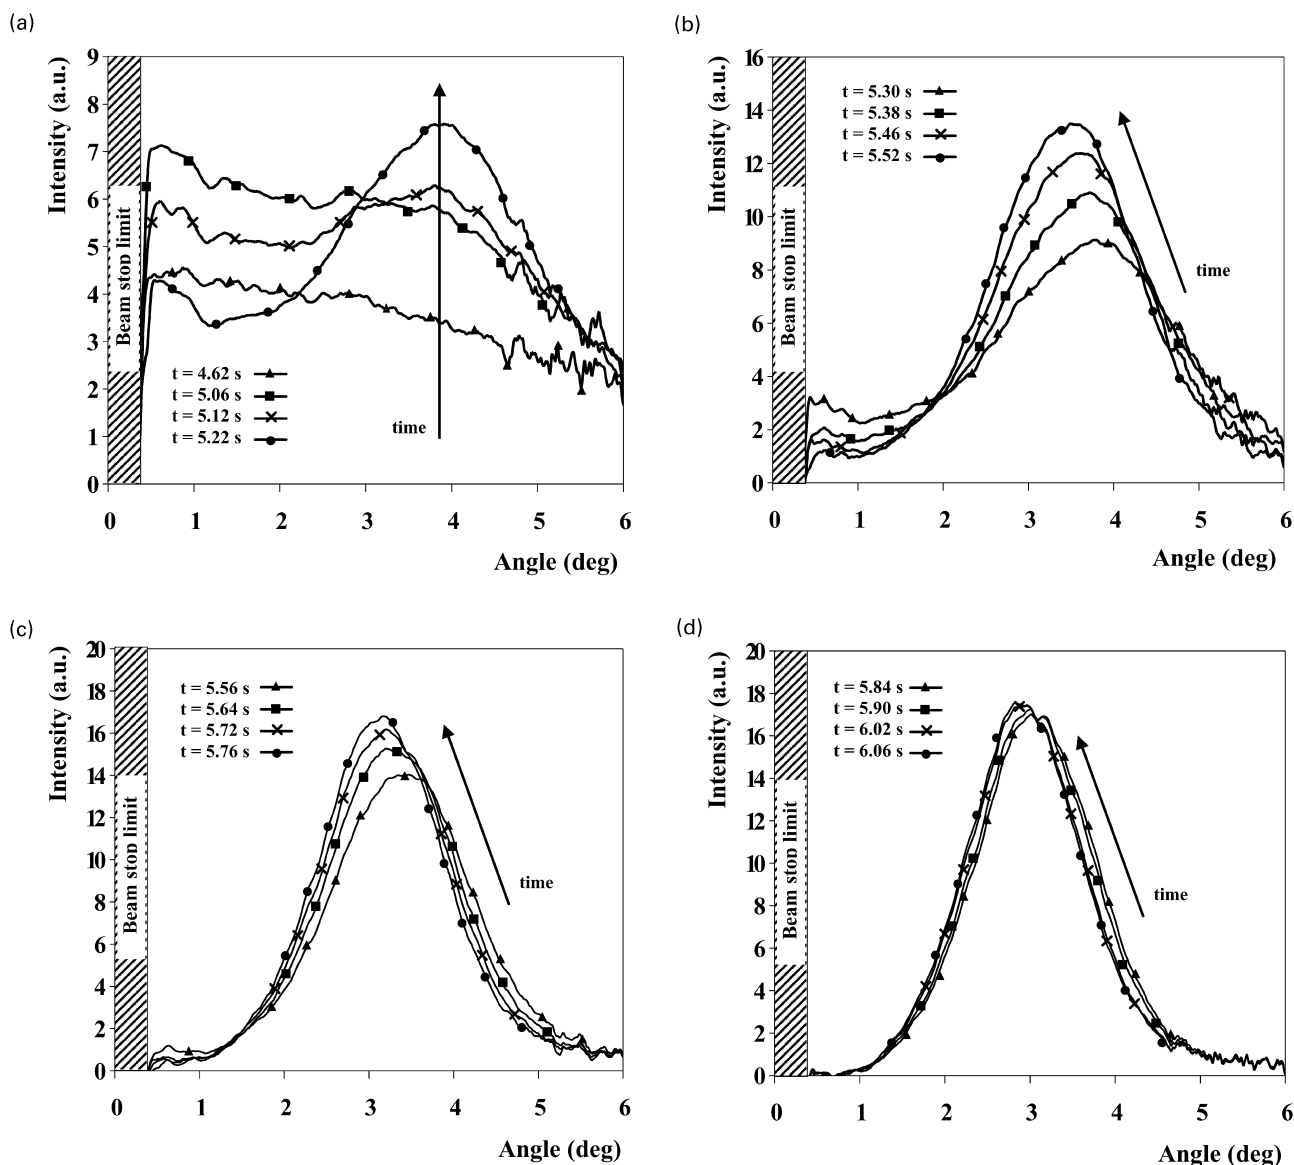 (a)
Intensity (a.u.)
9
8
7
6
5
4
3
2
1
0
Beam stop limit
t = 4.62 s
t = 5.06 s
t = 5.12 s
t = 5.22 s
time
0 1 2 3 4 5 6
Angle (deg)
(b)
Intensity (a.u.)
16
14
12
10
8
6
4
2
0
Beam stop limit
t = 5.30 s
t = 5.38 s
t = 5.46 s
t = 5.52 s
time
0 1 2 3 4 5 6
Angle (deg)
(c)
Intensity (a.u.)
20
18
16
14
12
10
8
6
4
2
0
Beam stop limit
t = 5.56 s
t = 5.64 s
t = 5.72 s
t = 5.76 s
time
0 1 2 3 4 5 6
Angle (deg)
(d)
Intensity (a.u.)
20
18
16
14
12
10
8
6
4
2
0
Beam stop limit
t = 5.84 s
t = 5.90 s
t = 6.02 s
t = 6.06 s
time
0 1 2 3 4 5 6
Angle (deg)